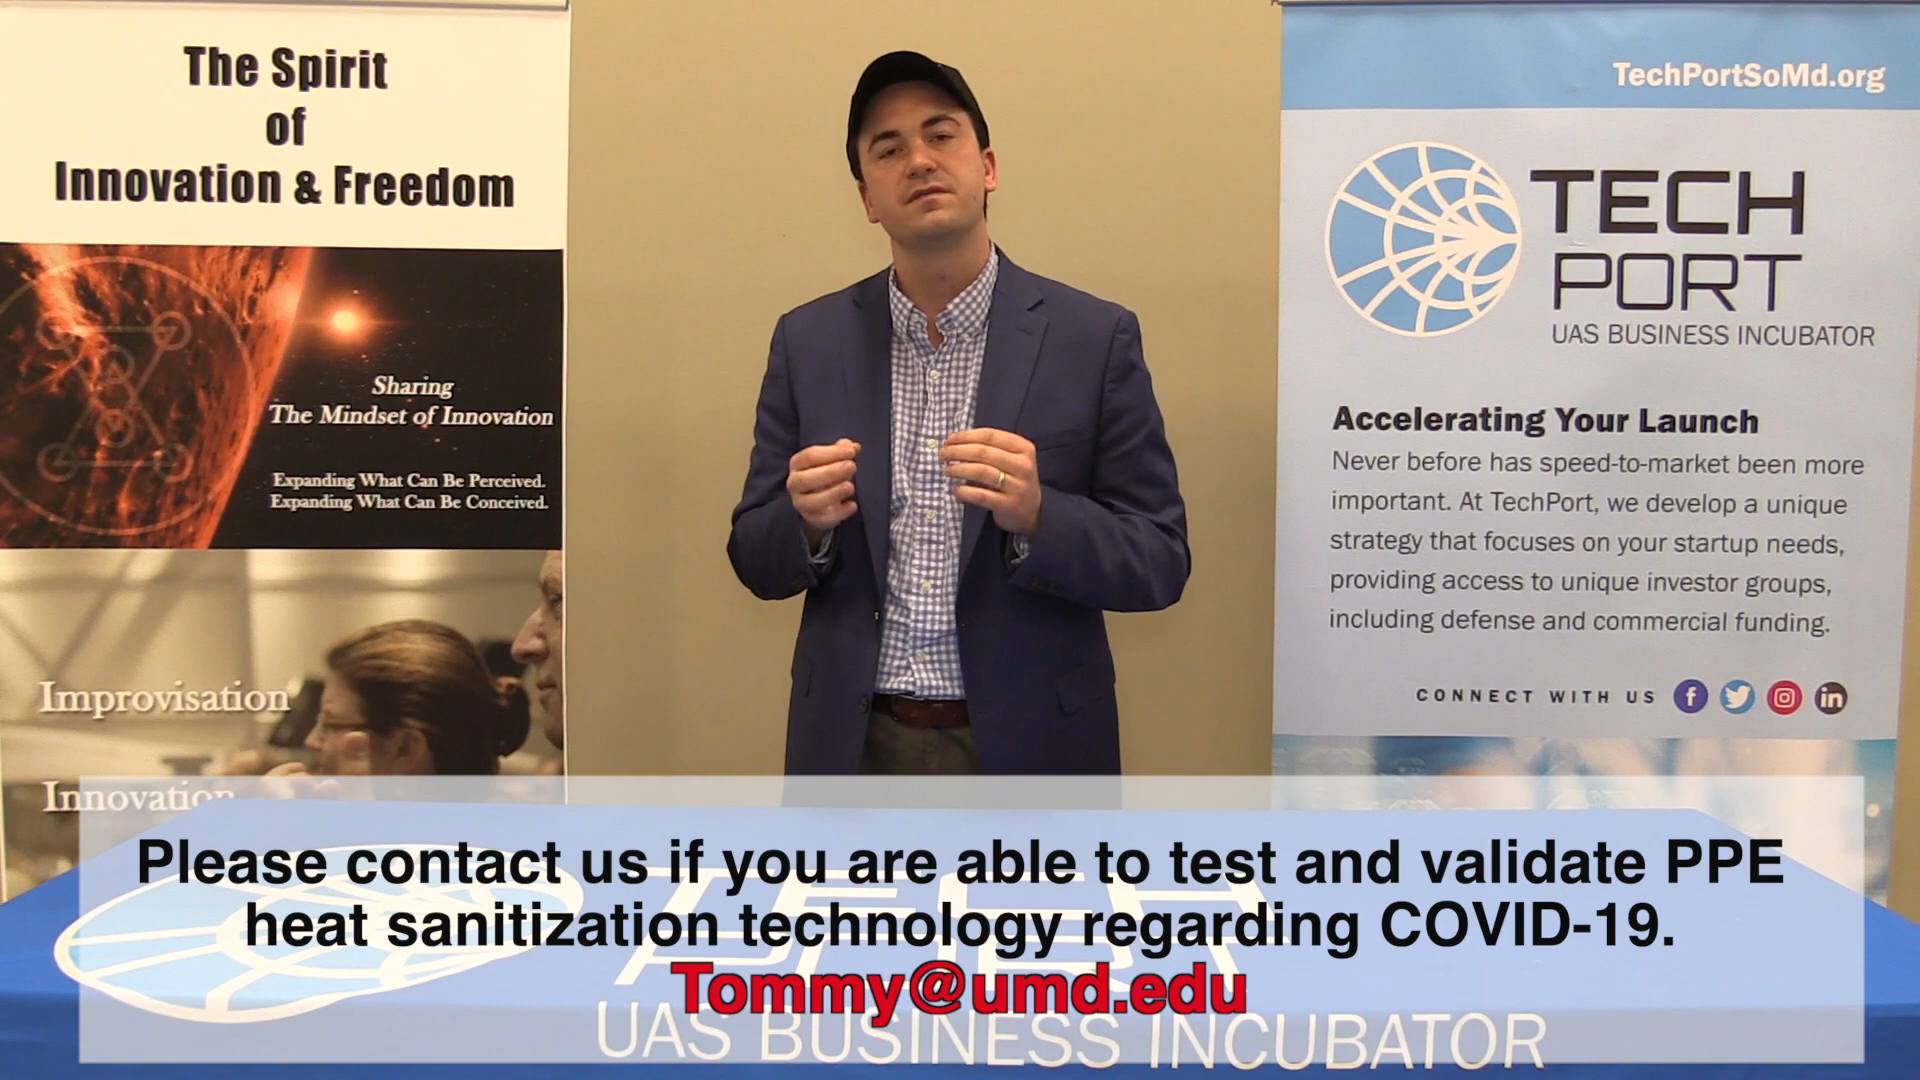 The Spirit
of
Innovation & Freedom
Sharing
The Mindset of Innovation
Expanding What Can Be Perceived.
Expanding What Can Be Conceived.
Improvisation
Innovation
TechPortSoMd.org
TECH
PORT
UAS BUSINESS INCUBATOR
Accelerating Your Launch
Never before has speed-to-market been more
important. At TechPort, we develop a unique
strategy that focuses on your startup needs,
providing access to unique investor groups,
including defense and commercial funding.
CONNECT WITH US
Please contact us if you are able to test and validate PPE
heat sanitization technology regarding COVID-19.
Tommy@umd.edu
TECH
PORT
UAS BUSINESS INCUBATOR